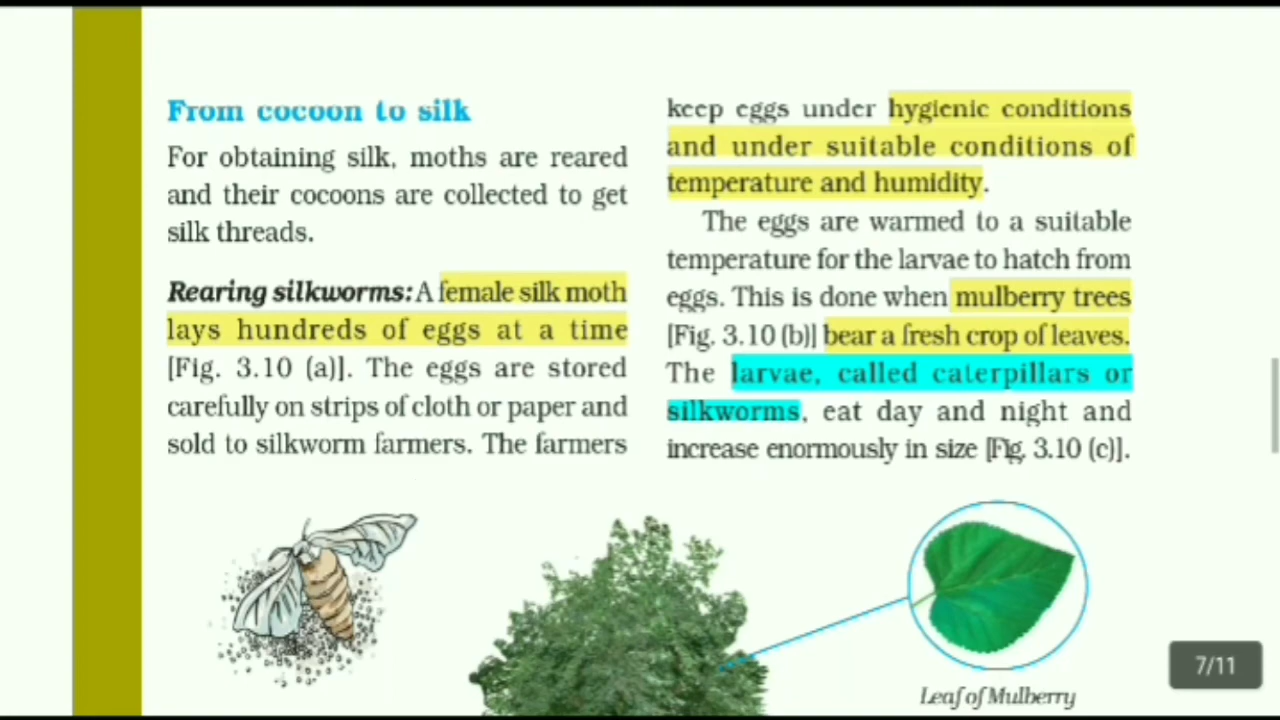 From cocoon to silk
For obtaining silk, moths are reared
and their cocoons are collected to get
silk threads.
Rearing silkworms: A female silk moth
lays hundreds of eggs at a time
[Fig. 3.10 (a)]. The eggs are stored
carefully on strips of cloth or paper and
sold to silkworm farmers. The farmers
keep eggs under hygienic conditions
and under suitable conditions of
temperature and humidity.
The eggs are warmed to a suitable
temperature for the larvae to hatch from
eggs. This is done when mulberry trees
[Fig. 3.10 (b)] bear a fresh crop of leaves.
The larvae, called caterpillars or
silkworms, eat day and night and
increase enormously in size [Fig. 3.10 (c)].
Leaf of Mulberry
7/11